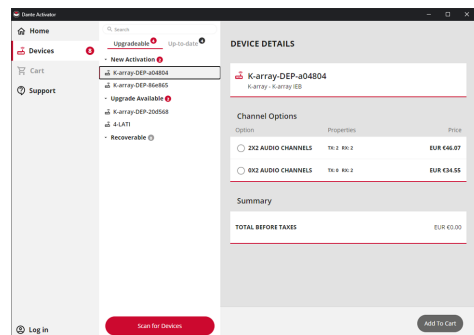 Dante Activator
Home
Devices
Cart
Support
Log in
Search
Upgradeable
Up-to-date
New Activation
K-array-DEP-a04804
K-array-DEP-86e865
Upgrade Available
K-array-DEP-20d568
4-LATI
Recoverable
Scan for Devices
DEVICE DETAILS
K-array-DEP-a04804
K-array - K-array IEB
Channel Options
Option Properties Price
2X2 AUDIO CHANNELS TX: 2 RX: 2 EUR €46.07
0X2 AUDIO CHANNELS TX: 0 RX: 2 EUR €34.55
Summary
TOTAL BEFORE TAXES EUR €0.00
Add To Cart